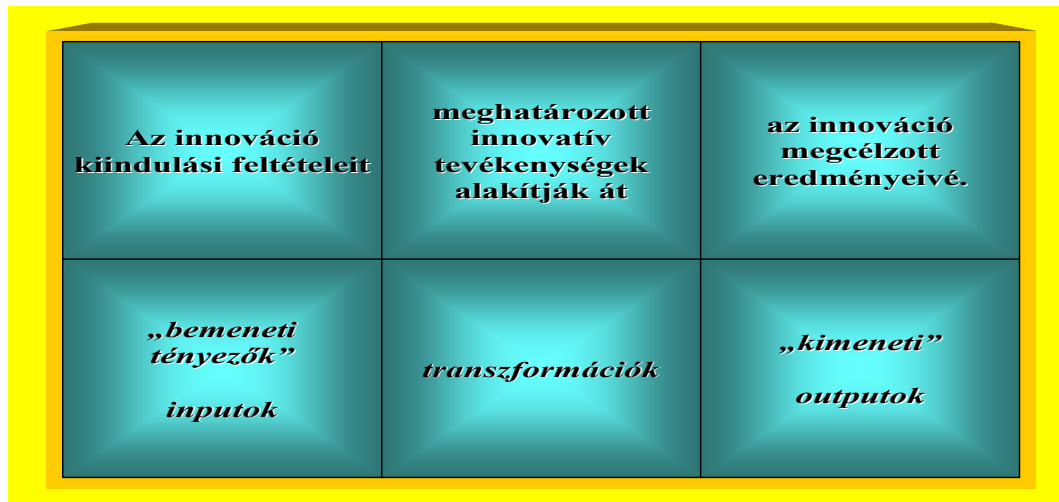 Az innováció
kiindulási feltételeit
meghatározott
innovatív
tevékenységek
alakítják át
az innováció
megcélzott
eredményeivé.
„bemeneti
tényezők”
inputok
transzformációk
„kimeneti”
outputok